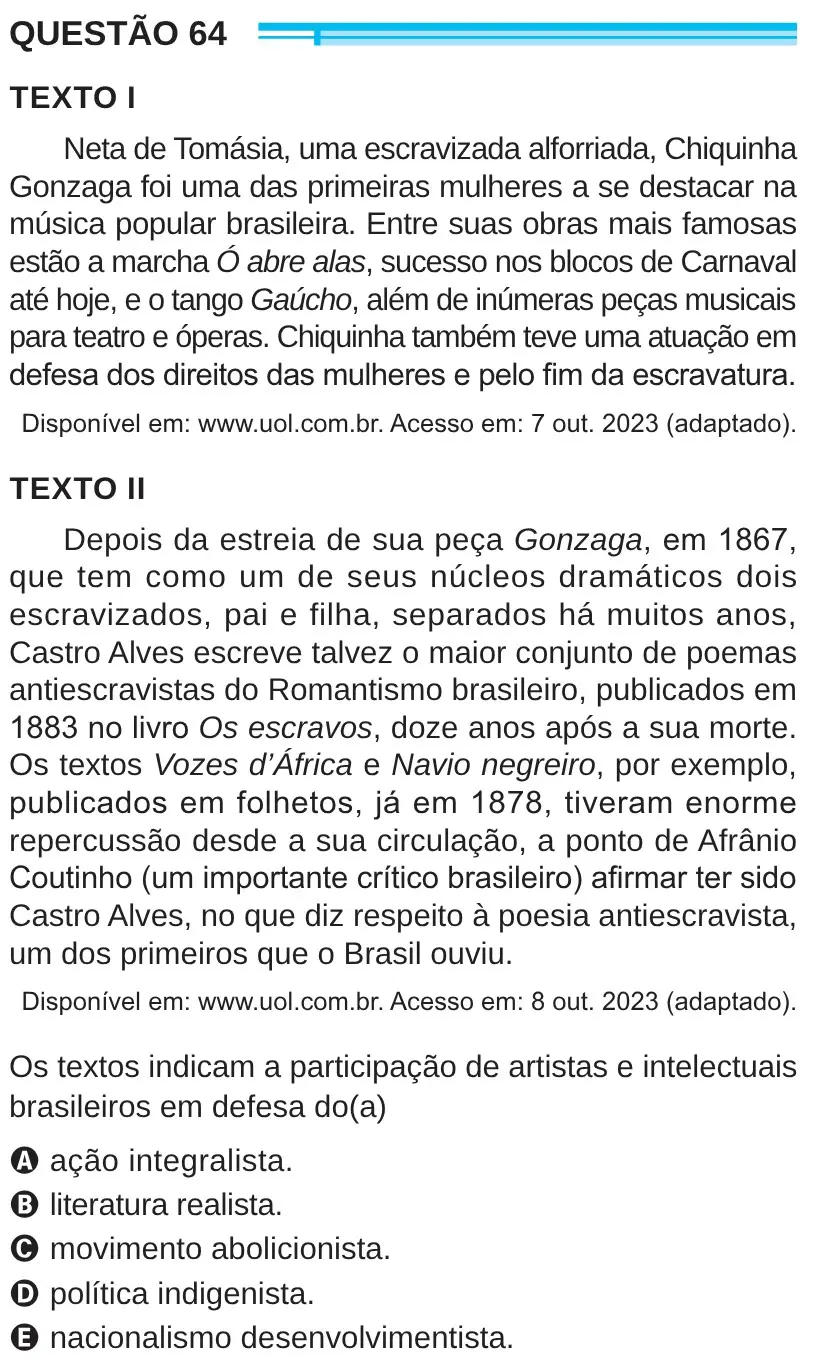 QUESTÃO 64
TEXTO I
Neta de Tomásia, uma escravizada alforriada, Chiquinha
Gonzaga foi uma das primeiras mulheres a se destacar na
música popular brasileira. Entre suas obras mais famosas
estão a marcha Ó abre alas, sucesso nos blocos de Carnaval
até hoje, e o tango Gaúcho, além de inúmeras peças musicais
para teatro e óperas. Chiquinha também teve uma atuação em
defesa dos direitos das mulheres e pelo fim da escravatura.
Disponível em: www.uol.com.br. Acesso em: 7 out. 2023 (adaptado).
TEXTO II
Depois da estreia de sua peça Gonzaga, em 1867,
que tem como um de seus núcleos dramáticos dois
escravizados, pai e filha, separados há muitos anos,
Castro Alves escreve talvez o maior conjunto de poemas
antiescravistas do Romantismo brasileiro, publicados em
1883 no livro Os escravos, doze anos após a sua morte.
Os textos Vozes d’África e Navio negreiro, por exemplo,
publicados em folhetos, já em 1878, tiveram enorme
repercussão desde a sua circulação, a ponto de Afrânio
Coutinho (um importante crítico brasileiro) afirmar ter sido
Castro Alves, no que diz respeito à poesia antiescravista,
um dos primeiros que o Brasil ouviu.
Disponível em: www.uol.com.br. Acesso em: 8 out. 2023 (adaptado).
Os textos indicam a participação de artistas e intelectuais
brasileiros em defesa do(a)
A ação integralista.
B literatura realista.
C movimento abolicionista.
D política indigenista.
E nacionalismo desenvolvimentista.